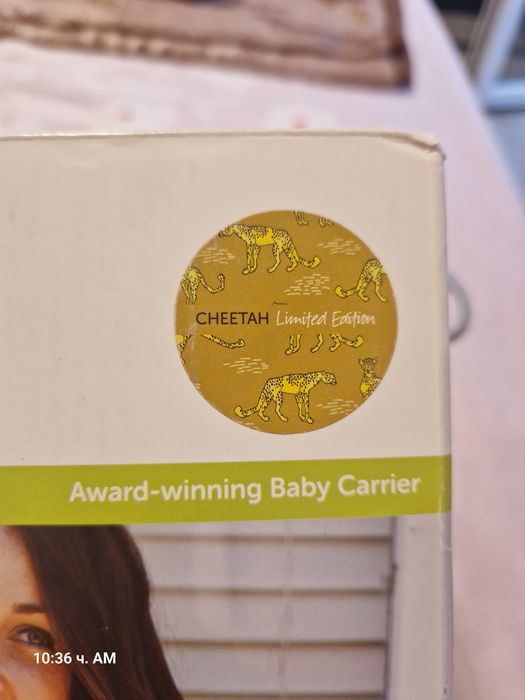 CHEETAH Limited Edition
Award-winning Baby Carrier
10:36 ч. AM